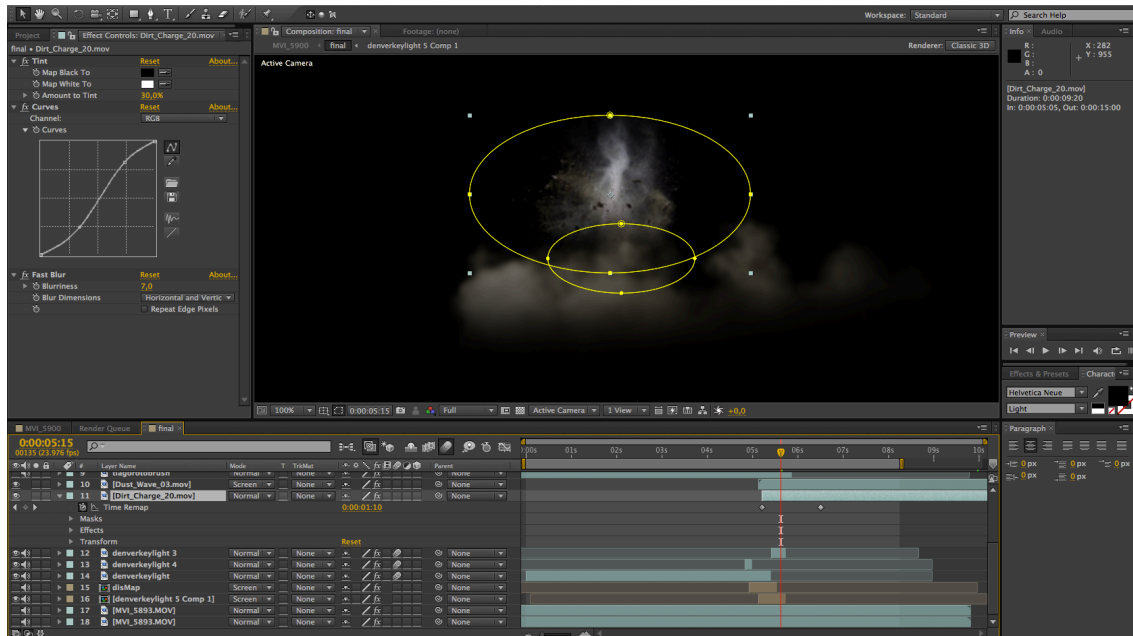 Workspace: Standard
Search Help
Project
Effect Controls: Dirt_Charge_20.mov
final • Dirt_Charge_20.mov
fx Tint Reset About...
Map Black To
Map White To
Amount to Tint 30,0%
fx Curves Reset About...
Channel: RGB
Curves
fx Fast Blur Reset About...
Blurriness 7,0
Blur Dimensions Horizontal and Vertic
Repeat Edge Pixels
Composition: final
Footage: (none)
MVI_5900 final denverkeylight 5 Comp 1
Renderer: Classic 3D
Active Camera
100% 0:00:05:15 Full Active Camera 1 View +0,0
Info Audio
R : X : 282
G : Y : 955
B :
A : 0
[Dirt_Charge_20.mov]
Duration: 0:00:09:20
In: 0:00:05:05, Out: 0:00:15:00
Preview
Effects & Presets Charact
Helvetica Neue
Light
Paragraph
0 px 0 px 0 px
0 px 0 px
MVI_5900 Render Queue final
0:00:05:15
00135 (23.976 fps)
# Layer Name Mode T TrkMat fx Parent
:00s 01s 02s 03s 04s 05s 06s 07s 08s 09s 10s
9 tiagorotobrush Normal None None
10 [Dust_Wave_03.mov] Screen None None
11 [Dirt_Charge_20.mov] Normal None None
Time Remap 0:00:01:10
Masks
Effects
Transform Reset
12 denverkeylight 3 Normal None fx None
13 denverkeylight 4 Normal None fx None
14 denverkeylight Normal None fx None
15 disMap Screen None None
16 [denverkeylight 5 Comp 1] Screen None fx None
17 [MVI_5893.MOV] Normal None None
18 [MVI_5893.MOV] Normal None None